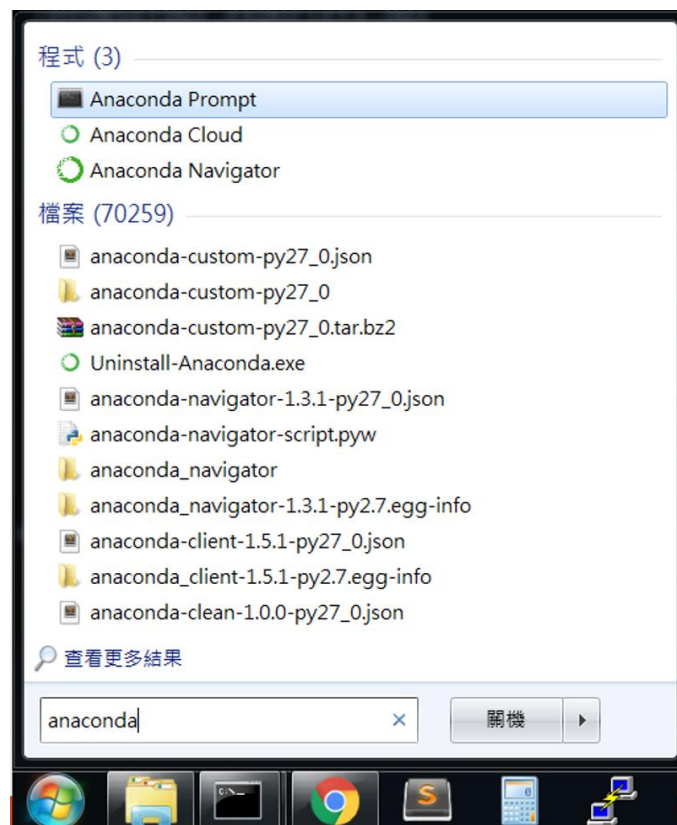 程式 (3)
Anaconda Prompt
Anaconda Cloud
Anaconda Navigator
檔案 (70259)
anaconda-custom-py27_0.json
anaconda-custom-py27_0
anaconda-custom-py27_0.tar.bz2
Uninstall-Anaconda.exe
anaconda-navigator-1.3.1-py27_0.json
anaconda-navigator-script.pyw
anaconda_navigator
anaconda_navigator-1.3.1-py2.7.egg-info
anaconda-client-1.5.1-py27_0.json
anaconda_client-1.5.1-py2.7.egg-info
anaconda-clean-1.0.0-py27_0.json
查看更多結果
anaconda
關機